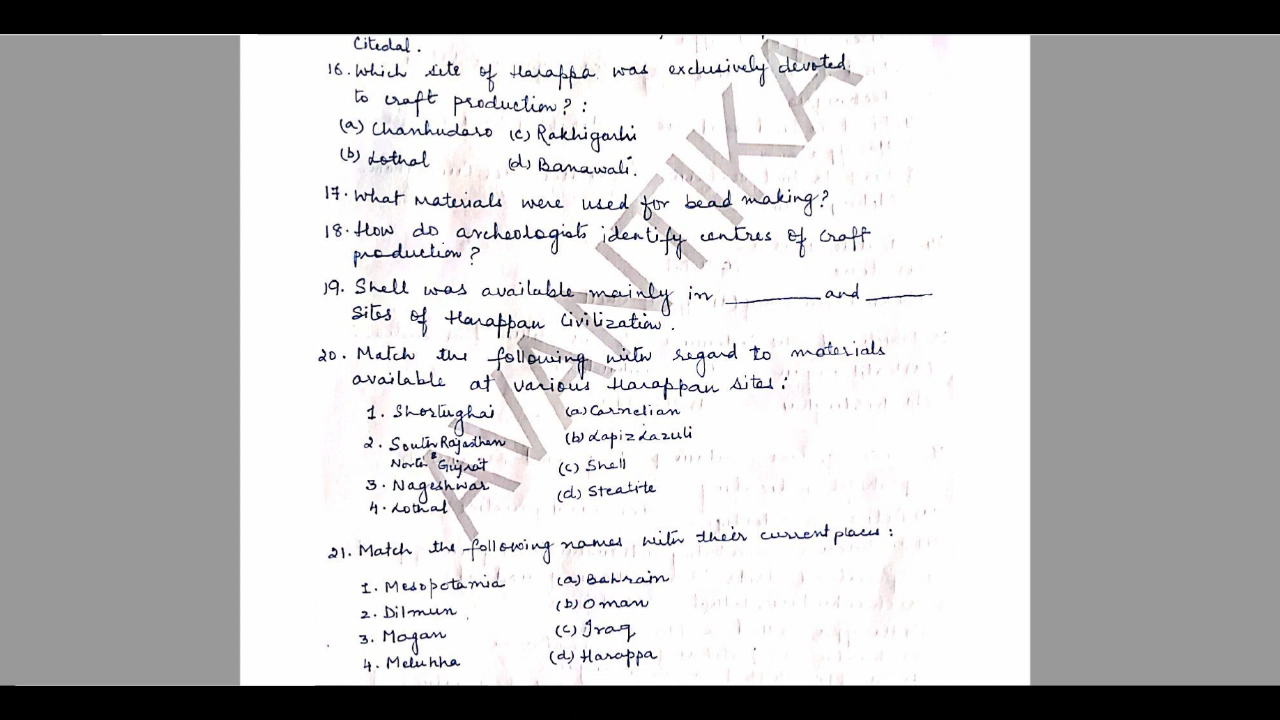 Citedal.
16. Which site of Harappa was exclusively devoted
to craft production? :
(a) Chanhudaro (c) Rakhigarhi
(b) Lothal (d) Banawali.
17. What materials were used for bead making?
18. How do archeologists identify centres of craft
production?
19. Shell was available mainly in ________ and ______
sites of Harappan Civilization.
20. Match the following with regard to materials
available at various Harappan sites:
1. Shortughai (a) Carnelian
2. South Rajasthan (b) Lapiz Lazuli
North Gujrat (c) Shell
3. Nageshwar (d) Steatite
4. Lothal
21. Match the following names with their current places:
1. Mesopotamia (a) Bahrain
2. Dilmun (b) Oman
3. Magan (c) Iraq
4. Meluhha (d) Harappa
AVANTIKA